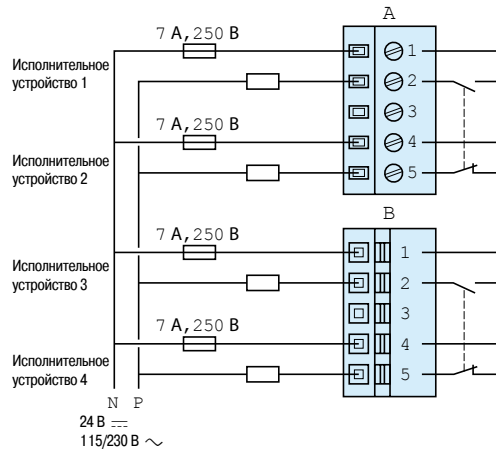 A
7 А, 250 В
1
Исполнительное
устройство 1
2
3
7 А, 250 В
4
Исполнительное
устройство 2
5
B
7 А, 250 В
1
Исполнительное
устройство 3
2
3
7 А, 250 В
4
Исполнительное
устройство 4
5
N P
24 В ⎓
115/230 В ∼